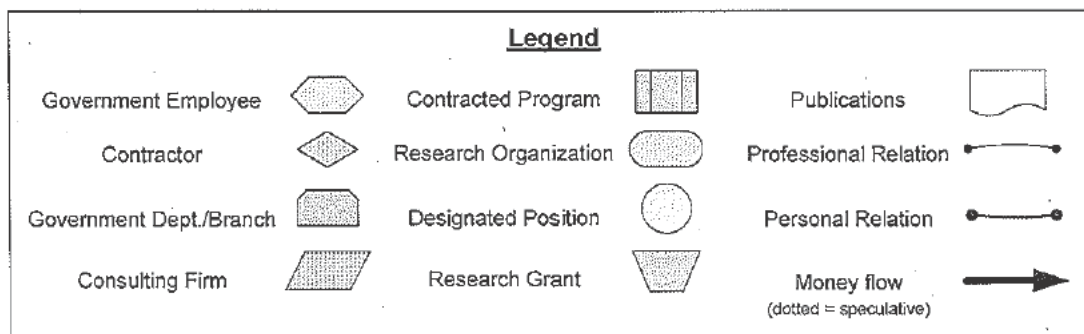 Legend
Government Employee
Contracted Program
Publications
Contractor
Research Organization
Professional Relation
Government Dept./Branch
Designated Position
Personal Relation
Consulting Firm
Research Grant
Money flow
(dotted = speculative)